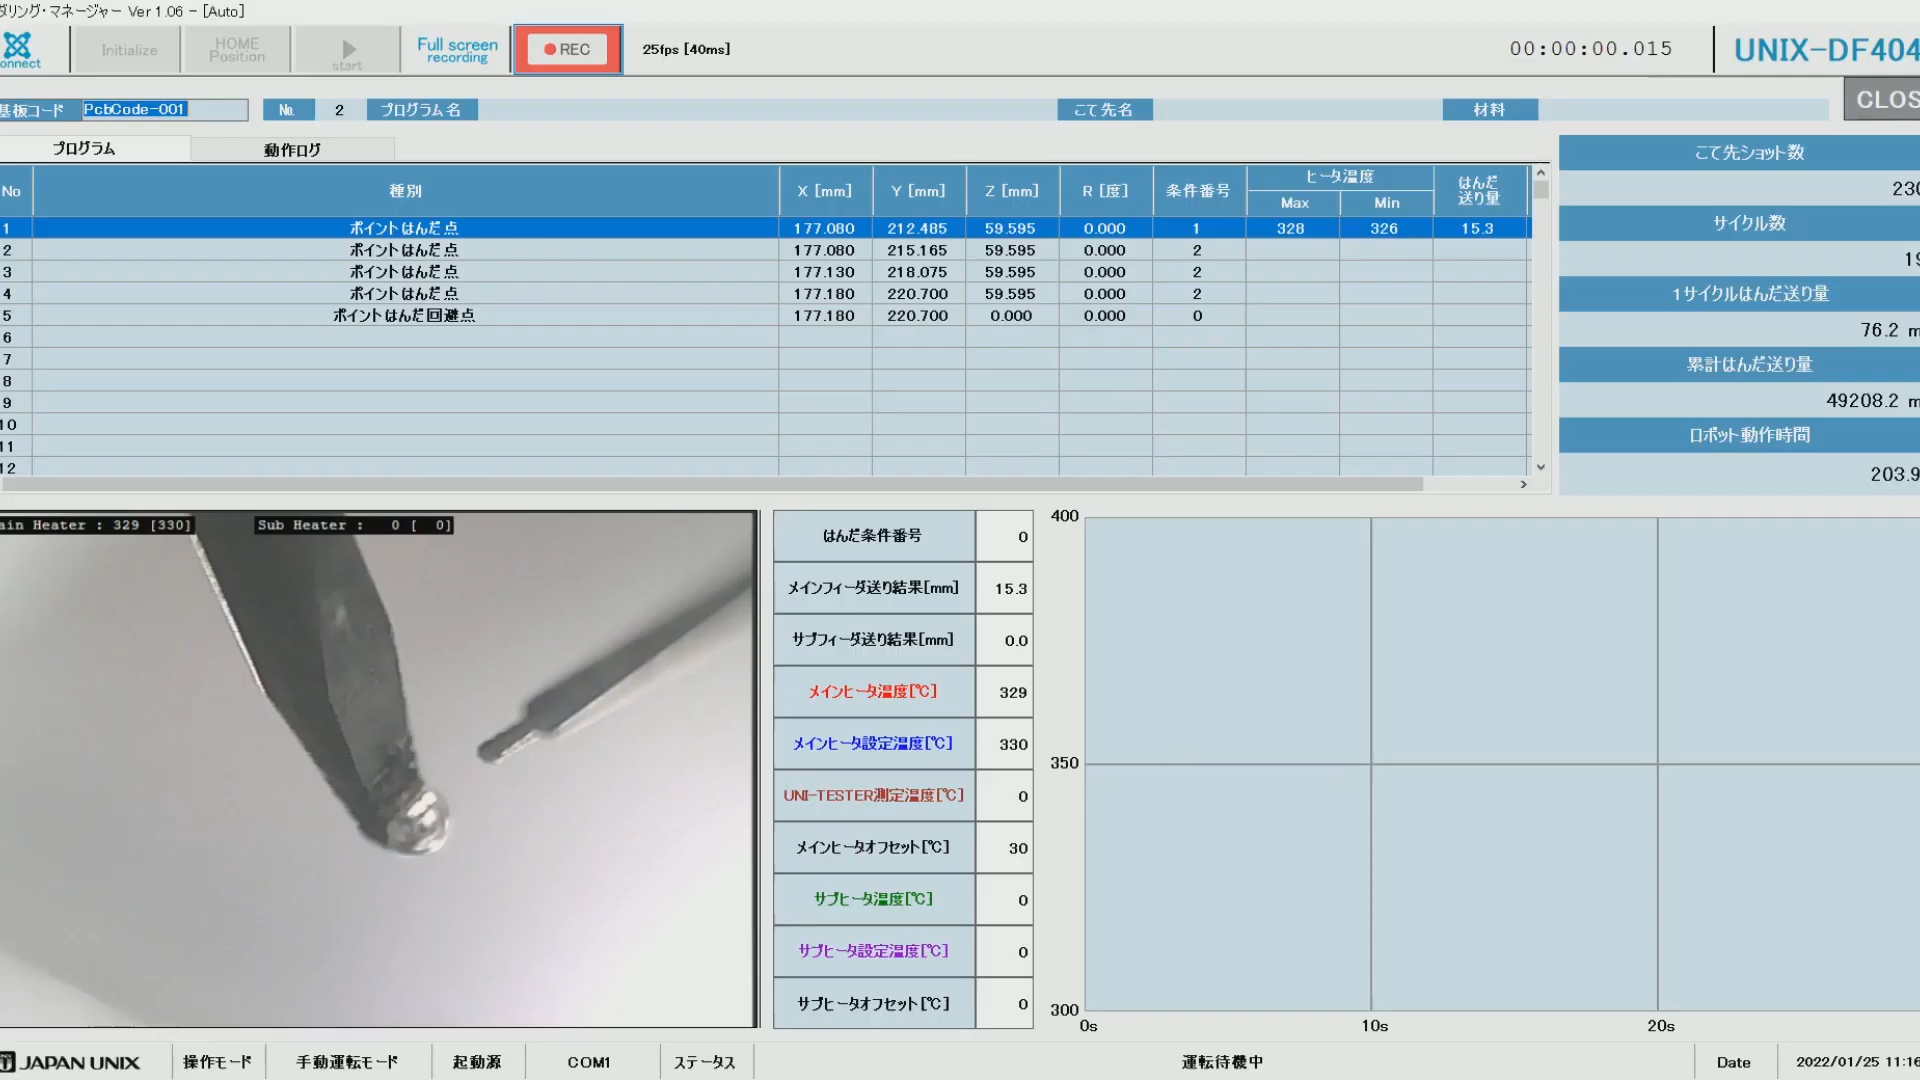 ダリング・マネージャー Ver 1.06 - [Auto]
onnect
Initialize
HOME
Position
start
Full screen
recording
REC
25fps [40ms]
00:00:00.015
UNIX-DF404
基板コード
PcbCode-001
No.
2
プログラム名
こて先名
材料
CLOS
プログラム
動作ログ
No 種別 X [mm] Y [mm] Z [mm] R [度] 条件番号 ヒータ温度 Max Min はんだ送り量
1 ポイントはんだ点 177.080 212.485 59.595 0.000 1 328 326 15.3
2 ポイントはんだ点 177.080 215.165 59.595 0.000 2
3 ポイントはんだ点 177.130 218.075 59.595 0.000 2
4 ポイントはんだ点 177.180 220.700 59.595 0.000 2
5 ポイントはんだ回避点 177.180 220.700 0.000 0.000 0
6
7
8
9
10
11
12
こて先ショット数
230
サイクル数
19
1サイクルはんだ送り量
76.2 m
累計はんだ送り量
49208.2 m
ロボット動作時間
203.9
ain Heater : 329 [330]
Sub Heater : 0 [ 0]
はんだ条件番号 0
メインフィーダ送り結果[mm] 15.3
サブフィーダ送り結果[mm] 0.0
メインヒータ温度[℃] 329
メインヒータ設定温度[℃] 330
UNI-TESTER測定温度[℃] 0
メインヒータオフセット[℃] 30
サブヒータ温度[℃] 0
サブヒータ設定温度[℃] 0
サブヒータオフセット[℃] 0
400
350
300
0s 10s 20s
JAPAN UNIX
操作モード
手動運転モード
起動源
COM1
ステータス
運転待機中
Date
2022/01/25 11:16